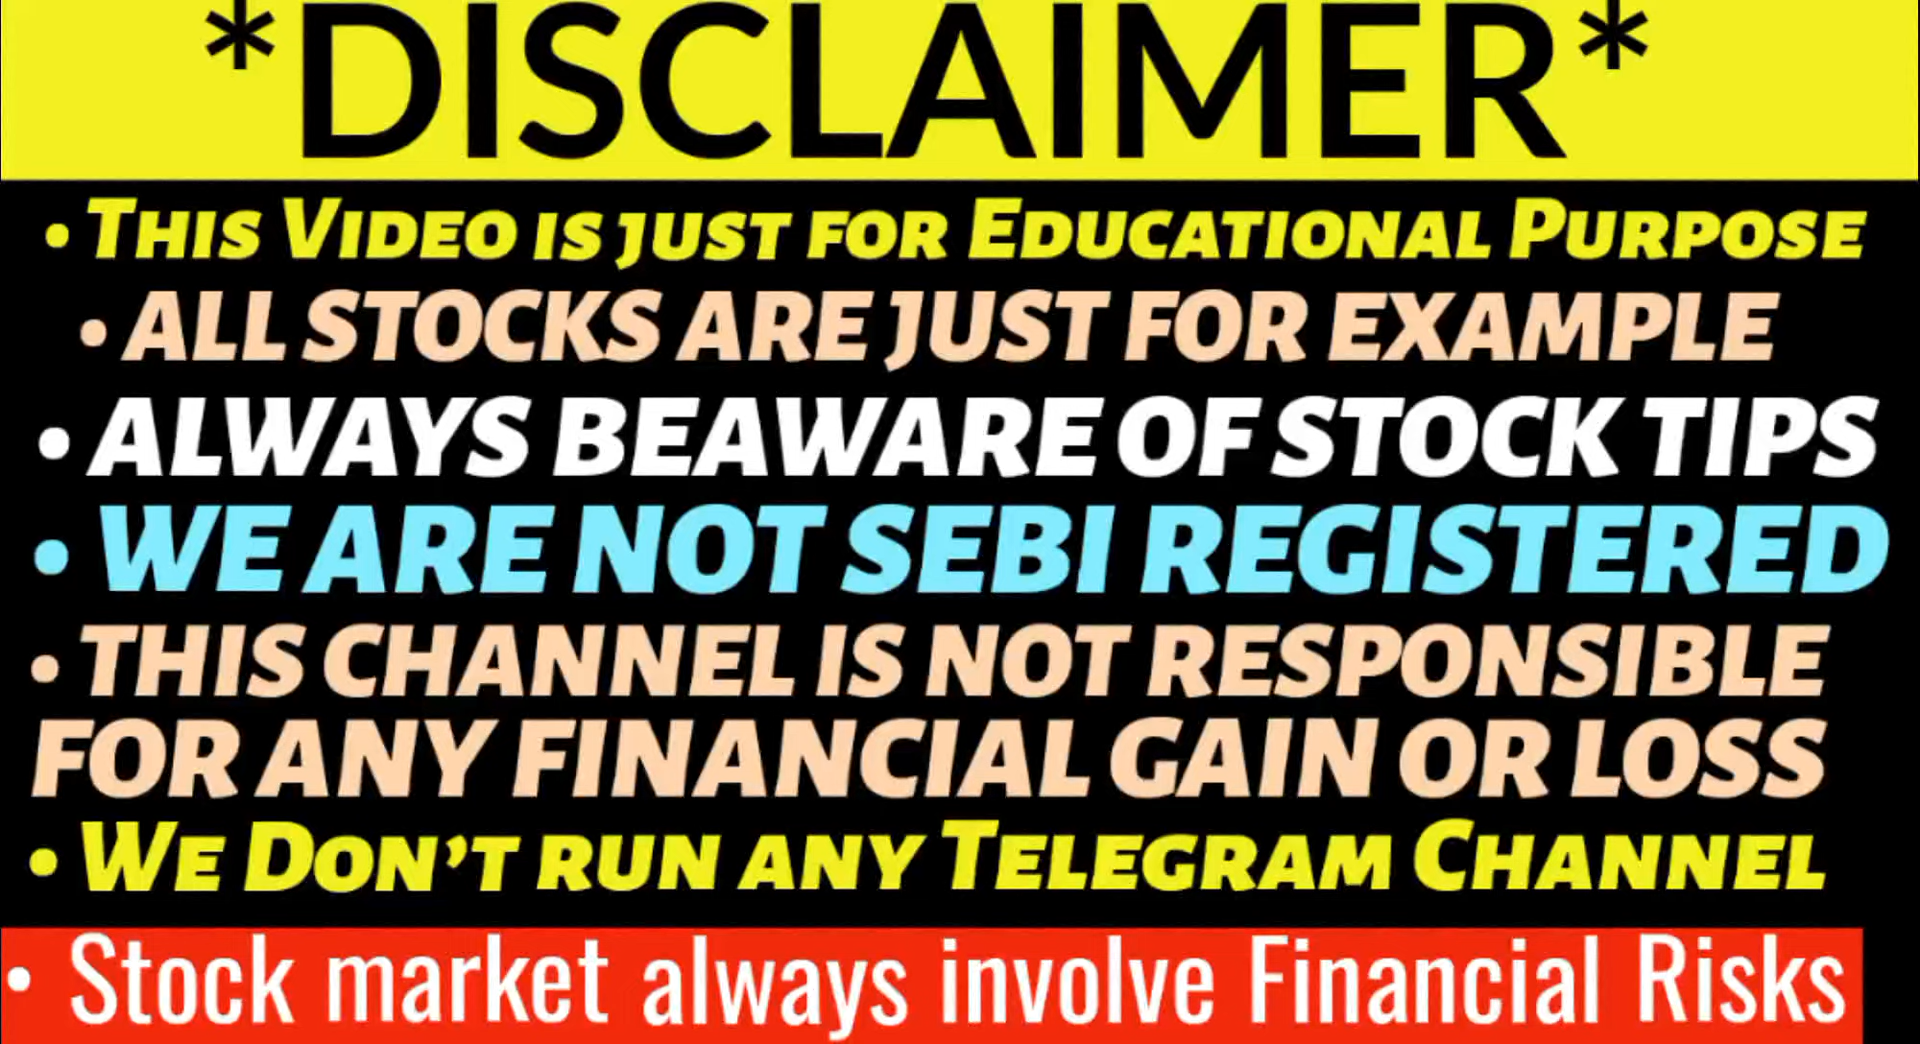 *DISCLAIMER*
• THIS VIDEO IS JUST FOR EDUCATIONAL PURPOSE
• ALL STOCKS ARE JUST FOR EXAMPLE
• ALWAYS BEAWARE OF STOCK TIPS
• WE ARE NOT SEBI REGISTERED
• THIS CHANNEL IS NOT RESPONSIBLE
FOR ANY FINANCIAL GAIN OR LOSS
• WE DON'T RUN ANY TELEGRAM CHANNEL
• Stock market always involve Financial Risks